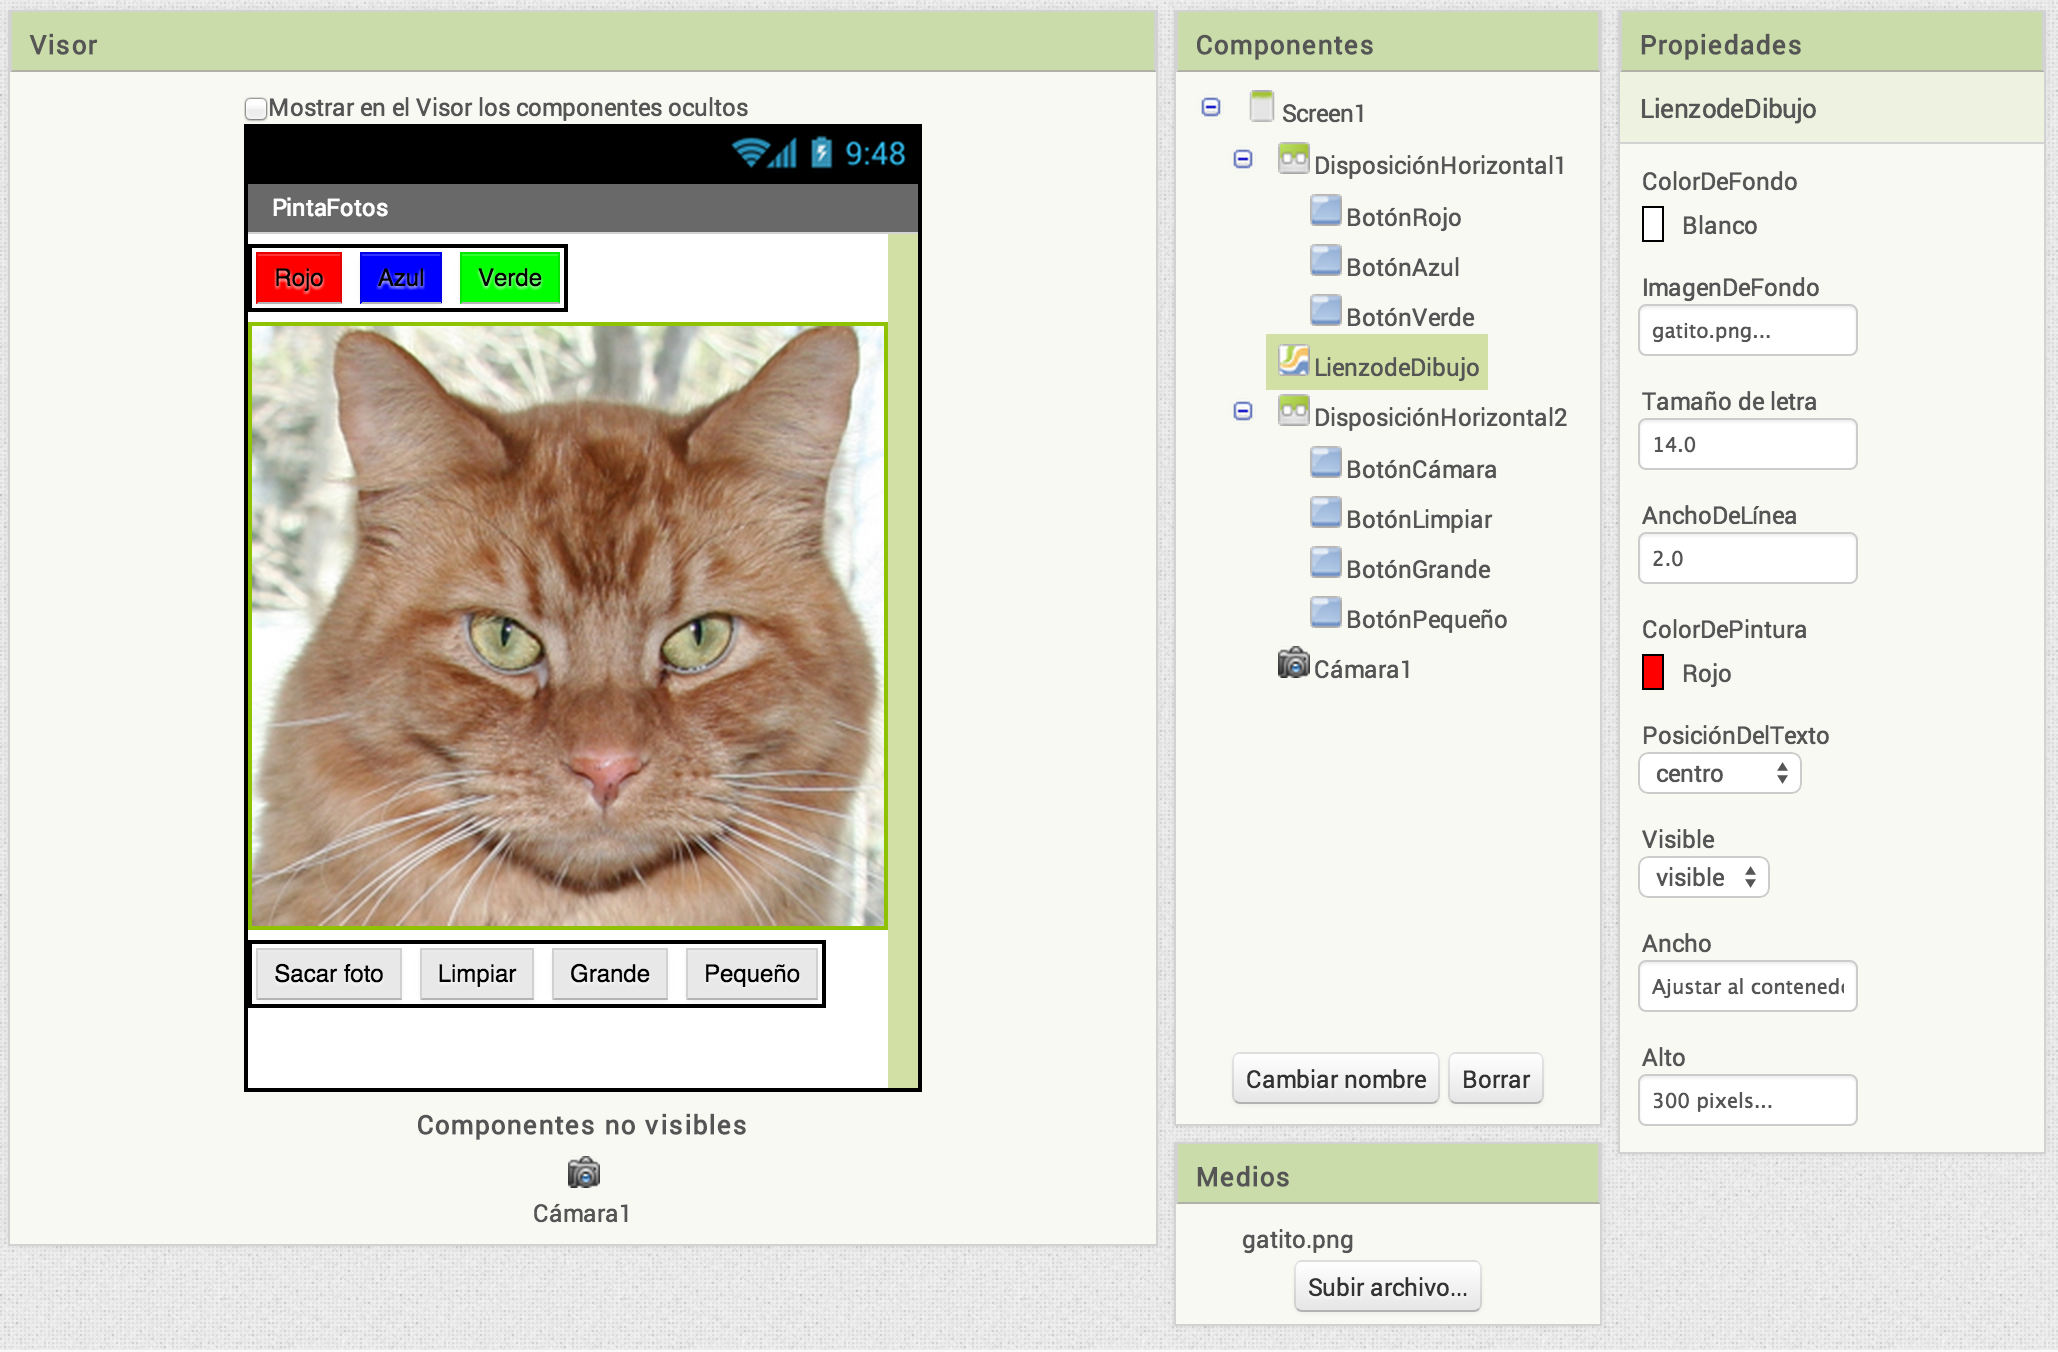 Visor
Mostrar en el Visor los componentes ocultos
9:48
PintaFotos
Rojo Azul Verde
Sacar foto Limpiar Grande Pequeño
Componentes no visibles
Cámara1
Componentes
Screen1
DisposiciónHorizontal1
BotónRojo
BotónAzul
BotónVerde
LienzodeDibujo
DisposiciónHorizontal2
BotónCámara
BotónLimpiar
BotónGrande
BotónPequeño
Cámara1
Cambiar nombre Borrar
Medios
gatito.png
Subir archivo...
Propiedades
LienzodeDibujo
ColorDeFondo
Blanco
ImagenDeFondo
gatito.png...
Tamaño de letra
14.0
AnchoDeLínea
2.0
ColorDePintura
Rojo
PosiciónDelTexto
centro
Visible
visible
Ancho
Ajustar al contened
Alto
300 pixels...